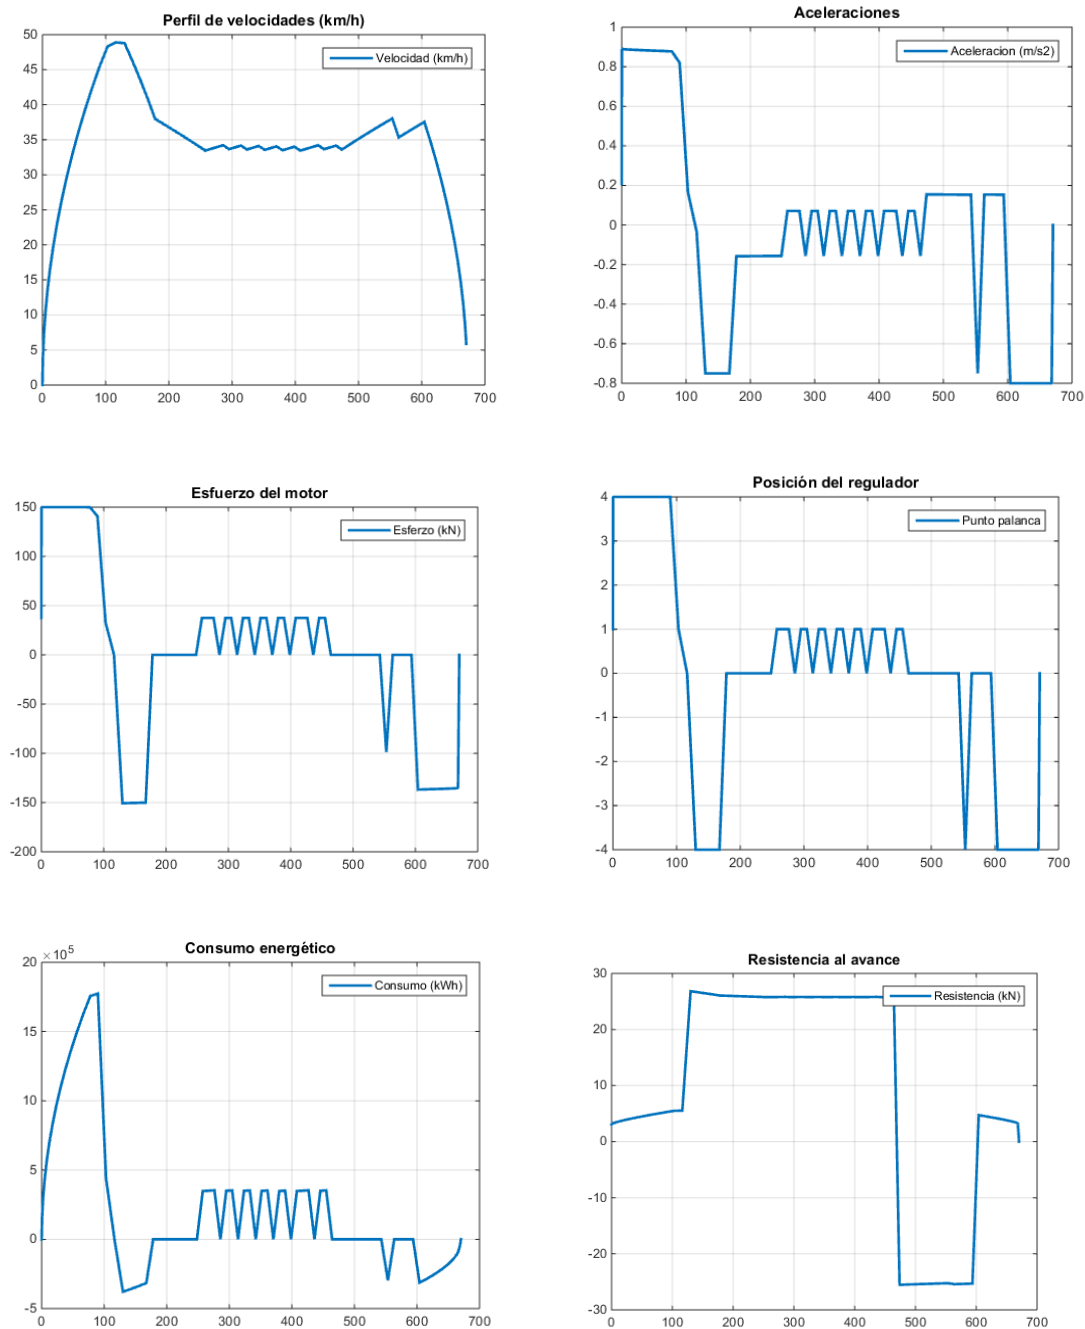 Perfil de velocidades (km/h)
Velocidad (km/h)
50
45
40
35
30
25
20
15
10
5
0
0 100 200 300 400 500 600 700
Aceleraciones
Aceleracion (m/s2)
1
0.8
0.6
0.4
0.2
0
-0.2
-0.4
-0.6
-0.8
0 100 200 300 400 500 600 700
Esfuerzo del motor
Esferzo (kN)
150
100
50
0
-50
-100
-150
-200
0 100 200 300 400 500 600 700
Posición del regulador
Punto palanca
4
3
2
1
0
-1
-2
-3
-4
0 100 200 300 400 500 600 700
Consumo energético
× 10^5
Consumo (kWh)
20
15
10
5
0
-5
0 100 200 300 400 500 600 700
Resistencia al avance
Resistencia (kN)
30
20
10
0
-10
-20
-30
0 100 200 300 400 500 600 700